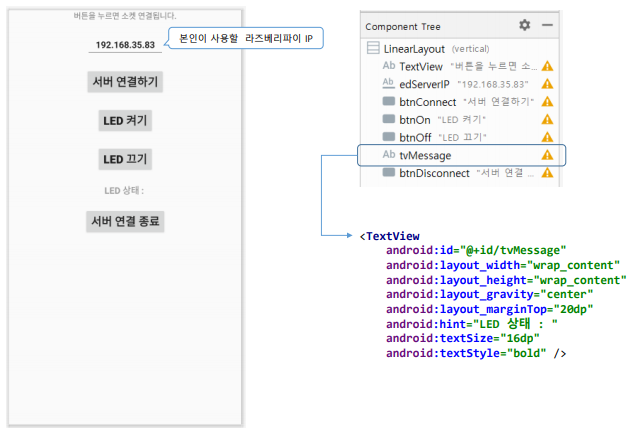 버튼을 누르면 소켓 연결됩니다.
192.168.35.83
본인이 사용할 라즈베리파이 IP
서버 연결하기
LED 켜기
LED 끄기
LED 상태 :
서버 연결 종료
Component Tree
LinearLayout (vertical)
Ab TextView "버튼을 누르면 소...
Ab edServerIP "192.168.35.83"
btnConnect "서버 연결하기"
btnOn "LED 켜기"
btnOff "LED 끄기"
Ab tvMessage
btnDisconnect "서버 연결 ...
<TextView
android:id="@+id/tvMessage"
android:layout_width="wrap_content"
android:layout_height="wrap_content"
android:layout_gravity="center"
android:layout_marginTop="20dp"
android:hint="LED 상태 : "
android:textSize="16dp"
android:textStyle="bold" />